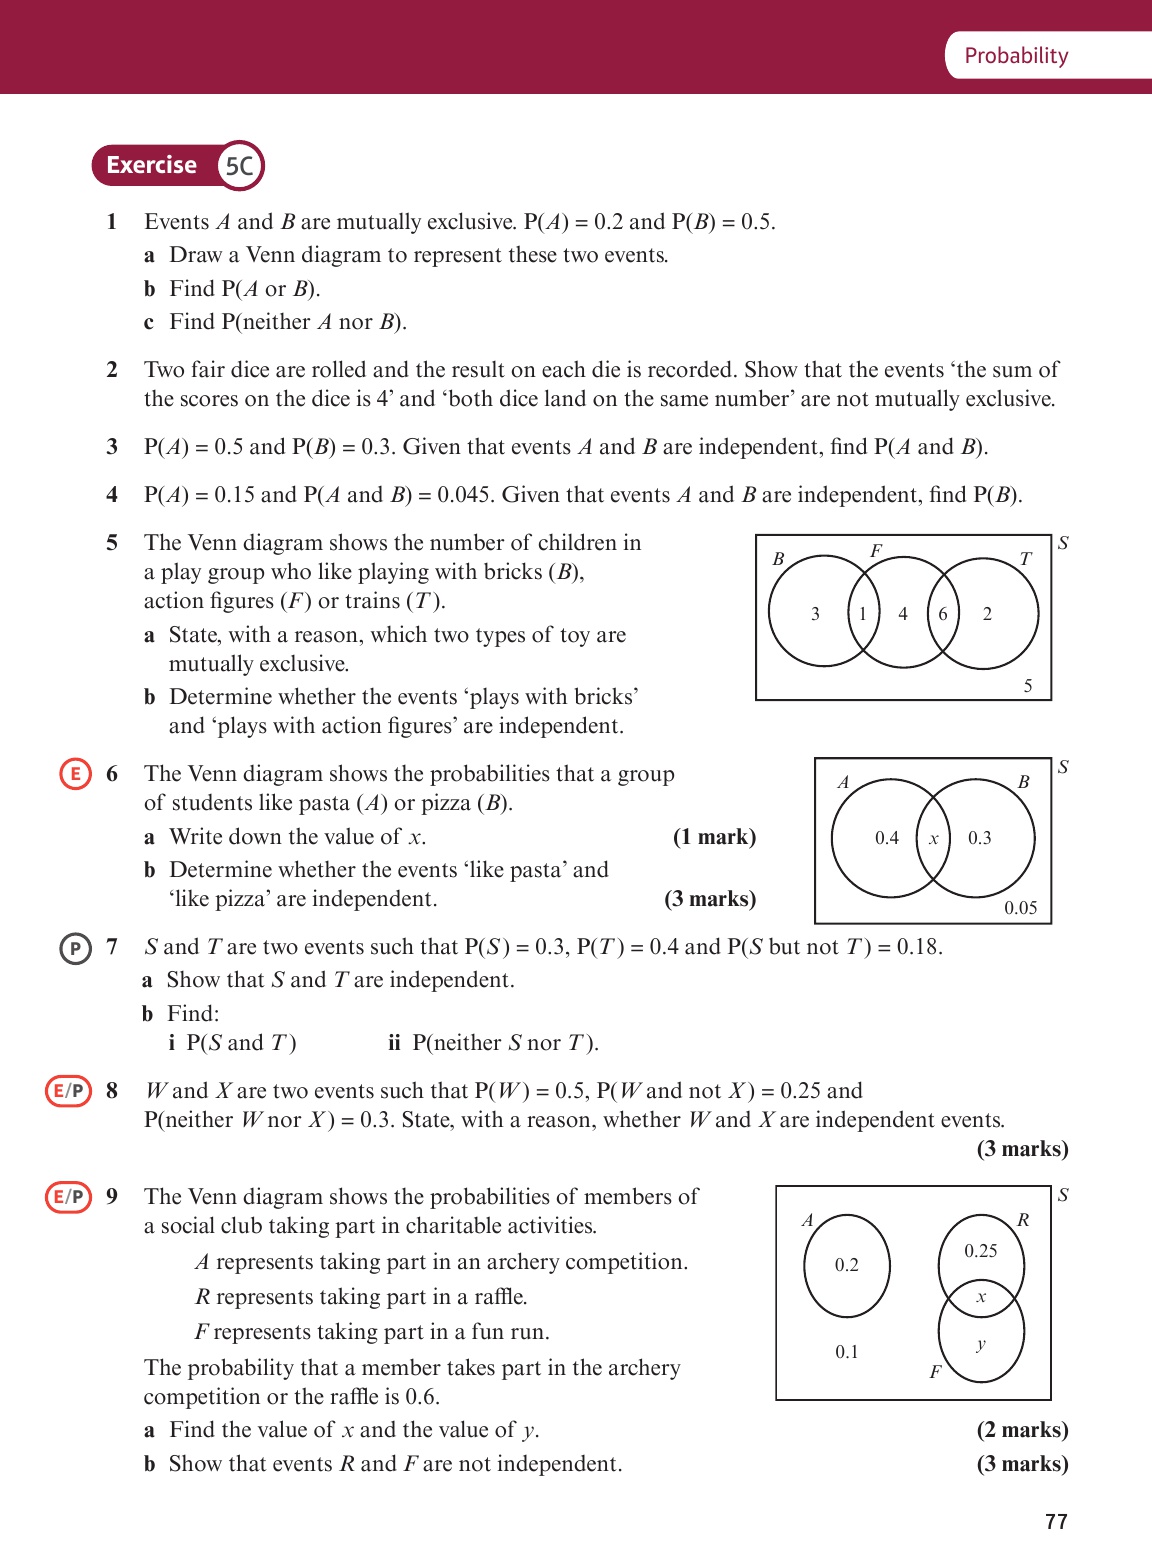 Probability
Exercise 5C
1 Events A and B are mutually exclusive. P(A) = 0.2 and P(B) = 0.5.
a Draw a Venn diagram to represent these two events.
b Find P(A or B).
c Find P(neither A nor B).
2 Two fair dice are rolled and the result on each die is recorded. Show that the events ‘the sum of
the scores on the dice is 4’ and ‘both dice land on the same number’ are not mutually exclusive.
3 P(A) = 0.5 and P(B) = 0.3. Given that events A and B are independent, find P(A and B).
4 P(A) = 0.15 and P(A and B) = 0.045. Given that events A and B are independent, find P(B).
5 The Venn diagram shows the number of children in
a play group who like playing with bricks (B),
action figures (F) or trains (T).
a State, with a reason, which two types of toy are
mutually exclusive.
b Determine whether the events ‘plays with bricks’
and ‘plays with action figures’ are independent.
S
B F T
3 1 4 6 2
5
E 6 The Venn diagram shows the probabilities that a group
of students like pasta (A) or pizza (B).
a Write down the value of x. (1 mark)
b Determine whether the events ‘like pasta’ and
‘like pizza’ are independent. (3 marks)
S
A B
0.4 x 0.3
0.05
P 7 S and T are two events such that P(S) = 0.3, P(T) = 0.4 and P(S but not T) = 0.18.
a Show that S and T are independent.
b Find:
i P(S and T) ii P(neither S nor T).
E/P 8 W and X are two events such that P(W) = 0.5, P(W and not X) = 0.25 and
P(neither W nor X) = 0.3. State, with a reason, whether W and X are independent events.
(3 marks)
E/P 9 The Venn diagram shows the probabilities of members of
a social club taking part in charitable activities.
A represents taking part in an archery competition.
R represents taking part in a raffle.
F represents taking part in a fun run.
The probability that a member takes part in the archery
competition or the raffle is 0.6.
S
A R
0.25
0.2
x
y
0.1
F
a Find the value of x and the value of y. (2 marks)
b Show that events R and F are not independent. (3 marks)
77